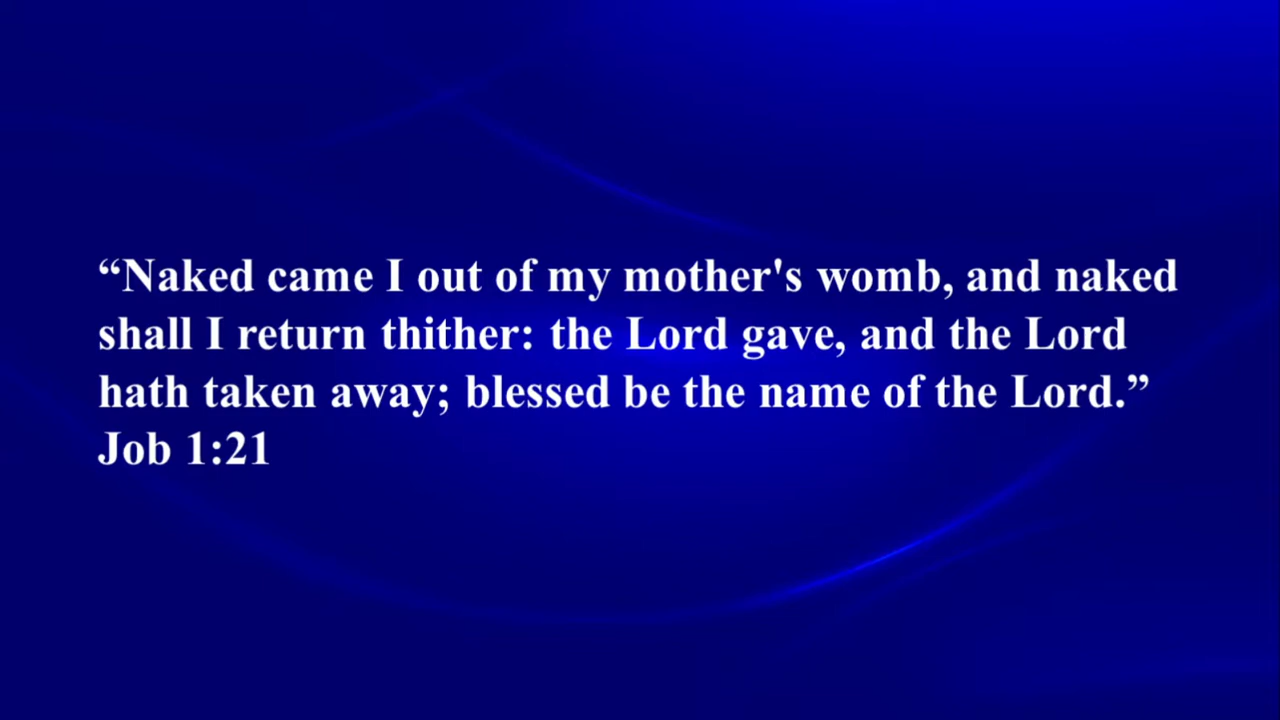 “Naked came I out of my mother's womb, and naked
shall I return thither: the Lord gave, and the Lord
hath taken away; blessed be the name of the Lord.”
Job 1:21